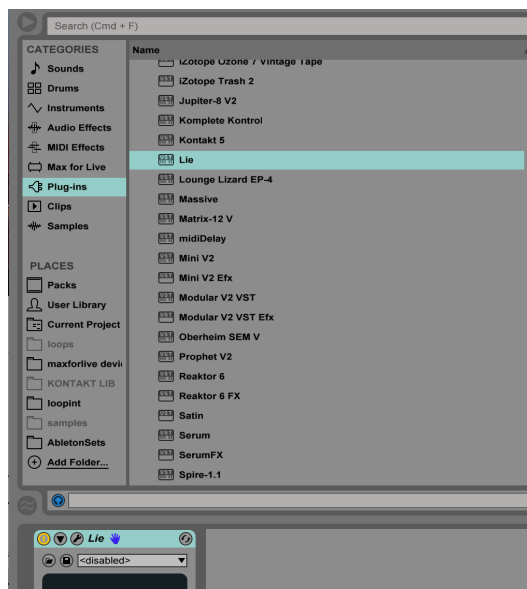 Search (Cmd + F)
CATEGORIES
Sounds
Drums
Instruments
Audio Effects
MIDI Effects
Max for Live
Plug-ins
Clips
Samples
PLACES
Packs
User Library
Current Project
loops
maxforlive devi
KONTAKT LIB
loopint
samples
AbletonSets
Add Folder...
Name
iZotope Ozone 7 Vintage Tape
iZotope Trash 2
Jupiter-8 V2
Komplete Kontrol
Kontakt 5
Lie
Lounge Lizard EP-4
Massive
Matrix-12 V
midiDelay
Mini V2
Mini V2 Efx
Modular V2 VST
Modular V2 VST Efx
Oberheim SEM V
Prophet V2
Reaktor 6
Reaktor 6 FX
Satin
Serum
SerumFX
Spire-1.1
Lie
<disabled>